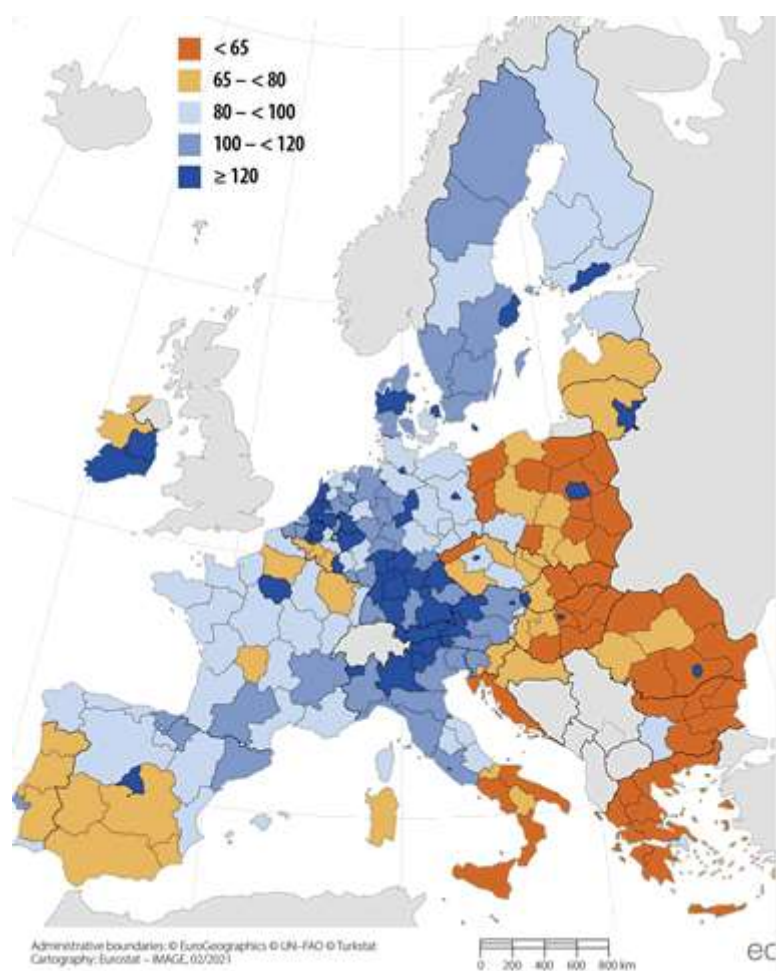 < 65
65 – < 80
80 – < 100
100 – < 120
≥ 120
Administrative boundaries: © EuroGeographics © UN–FAO © Turkstat
Cartography: Eurostat – IMAGE, 02/2021
0 200 400 600 800 km
ec